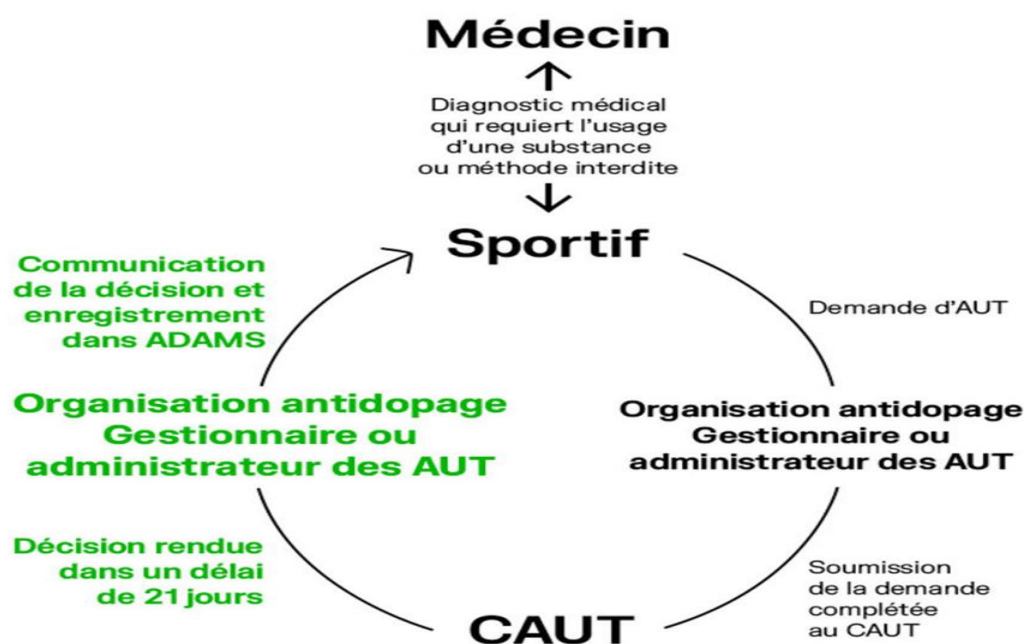 Médecin
Diagnostic médical
qui requiert l'usage
d'une substance
ou méthode interdite
Sportif
Demande d'AUT
Organisation antidopage
Gestionnaire ou
administrateur des AUT
Soumission
de la demande
complétée
au CAUT
CAUT
Décision rendue
dans un délai
de 21 jours
Organisation antidopage
Gestionnaire ou
administrateur des AUT
Communication
de la décision et
enregistrement
dans ADAMS